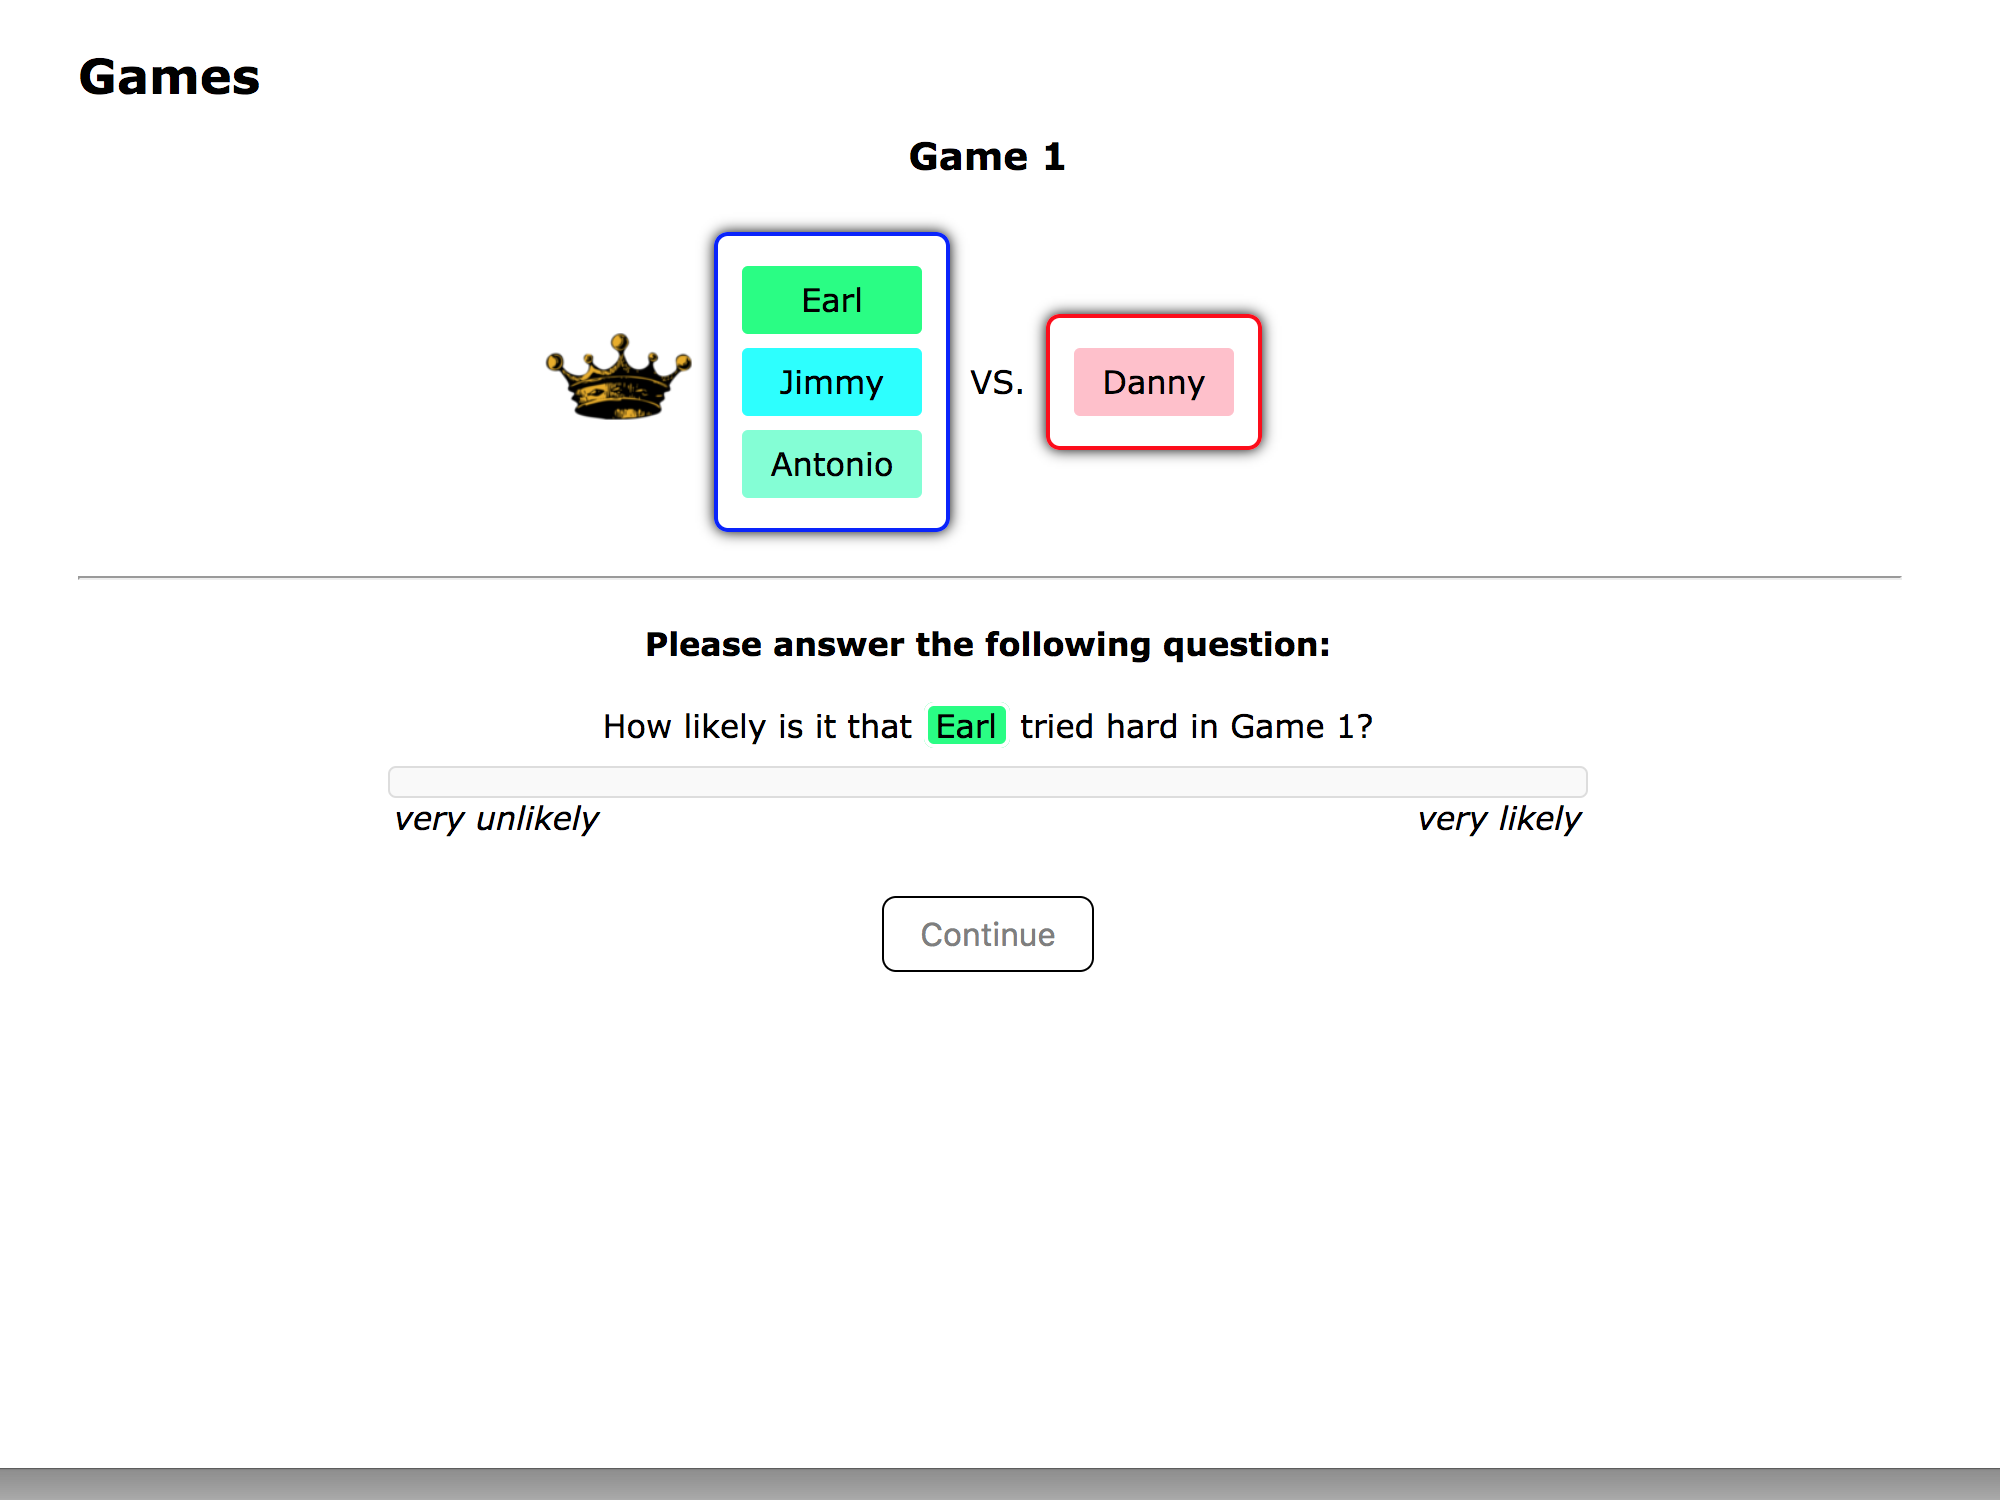 Games
Game 1
Earl
Jimmy
Antonio
VS.
Danny
Please answer the following question:
How likely is it that Earl tried hard in Game 1?
very unlikely
very likely
Continue